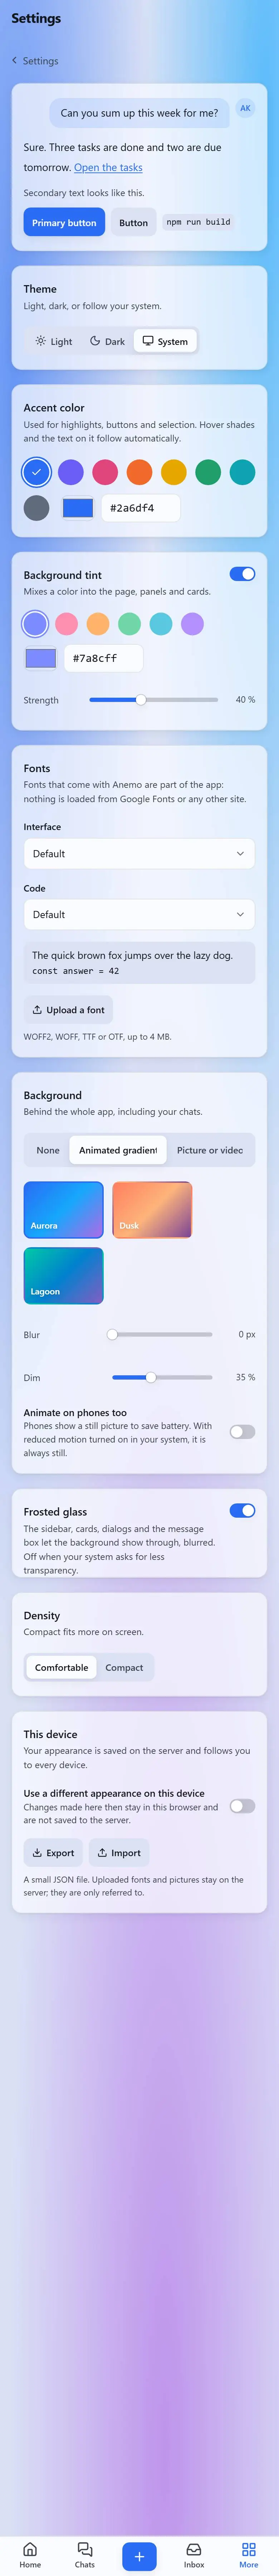 Settings
Settings
Can you sum up this week for me?
AK
Sure. Three tasks are done and two are due
tomorrow. Open the tasks
Secondary text looks like this.
Primary button
Button
npm run build
Theme
Light, dark, or follow your system.
Light
Dark
System
Accent color
Used for highlights, buttons and selection. Hover shades
and the text on it follow automatically.
#2a6df4
Background tint
Mixes a color into the page, panels and cards.
#7a8cff
Strength
40 %
Fonts
Fonts that come with Anemo are part of the app:
nothing is loaded from Google Fonts or any other site.
Interface
Default
Code
Default
The quick brown fox jumps over the lazy dog.
const answer = 42
Upload a font
WOFF2, WOFF, TTF or OTF, up to 4 MB.
Background
Behind the whole app, including your chats.
None
Animated gradient
Picture or video
Aurora
Dusk
Lagoon
Blur
0 px
Dim
35 %
Animate on phones too
Phones show a still picture to save battery. With
reduced motion turned on in your system, it is
always still.
Frosted glass
The sidebar, cards, dialogs and the message
box let the background show through, blurred.
Off when your system asks for less
transparency.
Density
Compact fits more on screen.
Comfortable
Compact
This device
Your appearance is saved on the server and follows you
to every device.
Use a different appearance on this device
Changes made here then stay in this browser and
are not saved to the server.
Export
Import
A small JSON file. Uploaded fonts and pictures stay on the
server; they are only referred to.
Home
Chats
Inbox
More